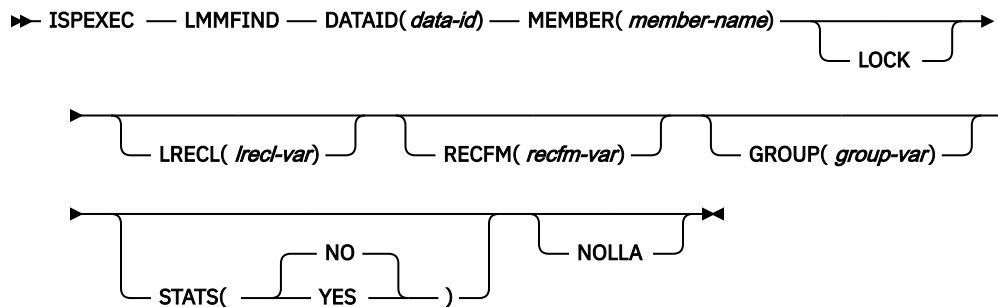 ISPEXEC LMMFIND DATAID( data-id) MEMBER( member-name)
LOCK
LRECL( lrecl-var) RECFM( recfm-var) GROUP( group-var)
NO
STATS( YES )
NOLLA